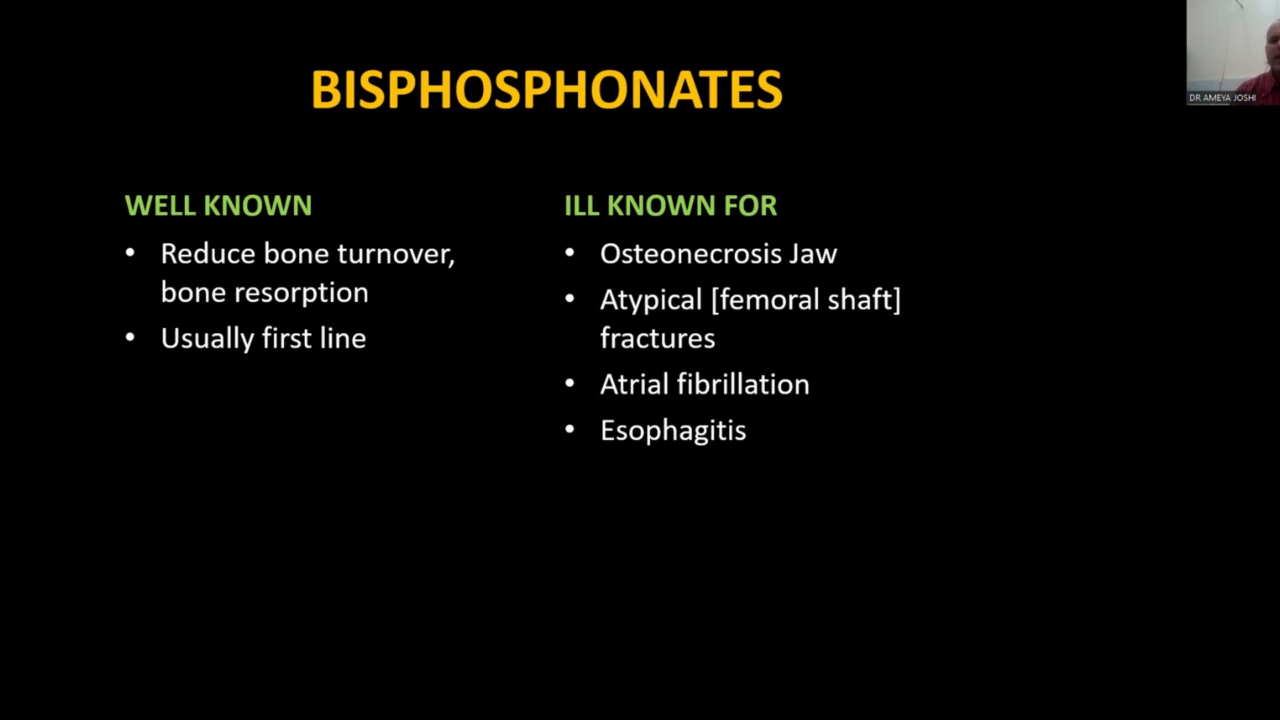 BISPHOSPHONATES
DR AMEYA JOSHI
WELL KNOWN
• Reduce bone turnover,
bone resorption
• Usually first line
ILL KNOWN FOR
• Osteonecrosis Jaw
• Atypical [femoral shaft]
fractures
• Atrial fibrillation
• Esophagitis